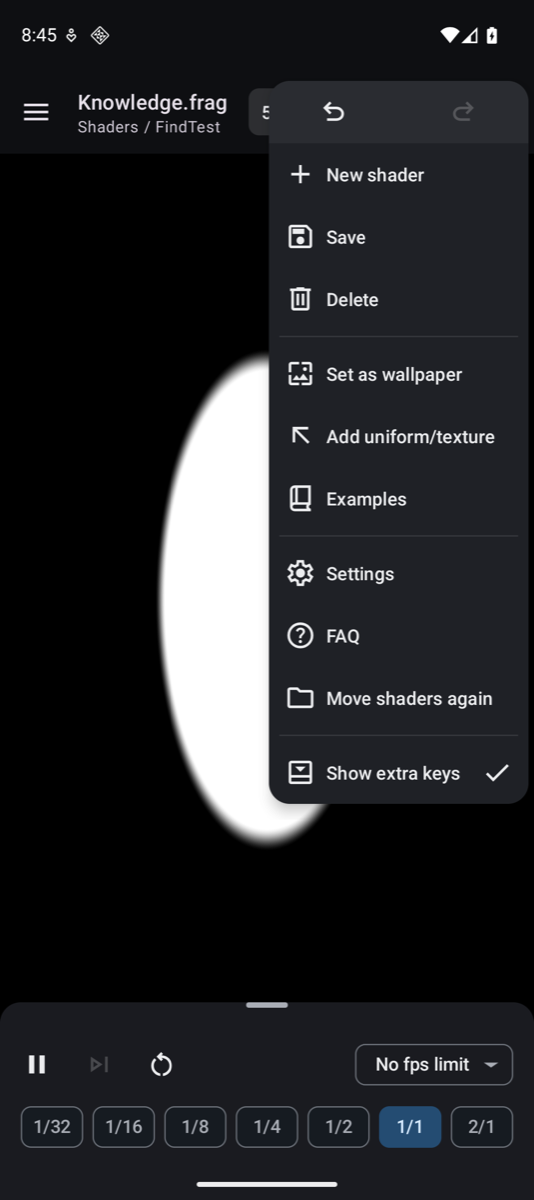 8:45
Knowledge.frag
Shaders / FindTest
5
New shader
Save
Delete
Set as wallpaper
Add uniform/texture
Examples
Settings
FAQ
Move shaders again
Show extra keys
No fps limit
1/32
1/16
1/8
1/4
1/2
1/1
2/1